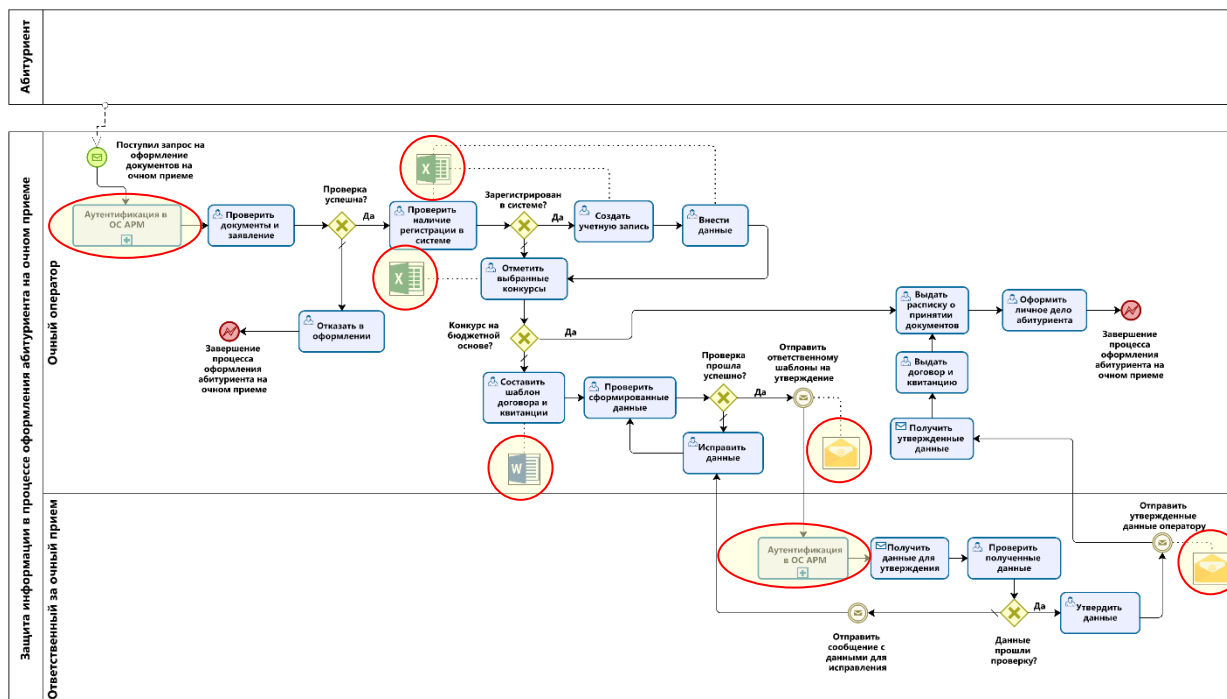 Абитуриент
Защита информации в процессе оформления абитуриента на очном приеме
Очный оператор
Поступил запрос на
оформление
документов на
очном приеме
Аутентификация в
ОС АРМ
Проверить
документы и
заявление
Проверка
успешна?
Да
Проверить
наличие
регистрации в
системе
X
Зарегистрирован
в системе?
Да
Создать
учетную запись
Внести
данные
X
Отметить
выбранные
конкурсы
Отказать в
оформлении
Завершение
процесса
оформления
абитуриента на
очном приеме
Конкурс на
бюджетной
основе?
Да
Выдать
расписку о
принятии
документов
Оформить
личное дело
абитуриента
Завершение
процесса
оформления
абитуриента на
очном приеме
Составить
шаблон
договора и
квитанции
W
Проверить
сформированные
данные
Проверка
прошла
успешно?
Да
Отправить
ответственному
шаблоны на
утверждение
Исправить
данные
Выдать
договор и
квитанцию
Получить
утвержденные
данные
Ответственный за очный прием
Аутентификация
в ОС АРМ
Получить
данные для
утверждения
Проверить
полученные
данные
Отправить
утвержденные
данные оператору
Да
Утвердить
данные
Данные
прошли
проверку?
Отправить
сообщение с
данными для
исправления